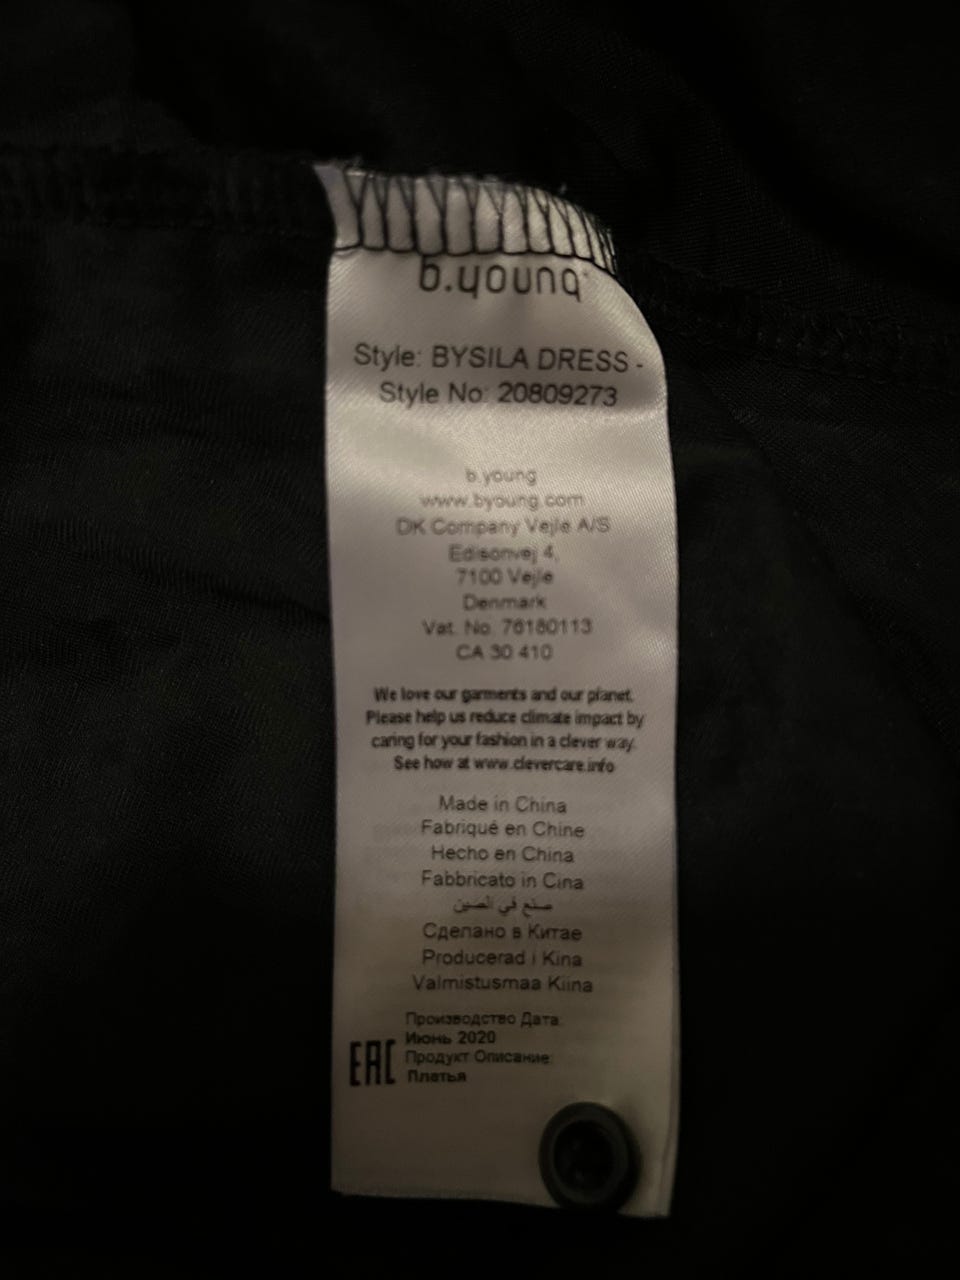 b.young
Style: BYSILA DRESS -
Style No: 20809273
b.young
www.byoung.com
DK Company Vejle A/S
Edisonvej 4,
7100 Vejle
Denmark
Vat. No. 76180113
CA 30 410
We love our garments and our planet.
Please help us reduce climate impact by
caring for your fashion in a clever way.
See how at www.clevercare.info
Made in China
Fabriqué en Chine
Hecho en China
Fabbricato in Cina
صنع في الصين
Сделано в Китае
Producerad i Kina
Valmistusmaa Kiina
Производство Дата:
Июнь 2020
EAC Продукт Описание:
Платья